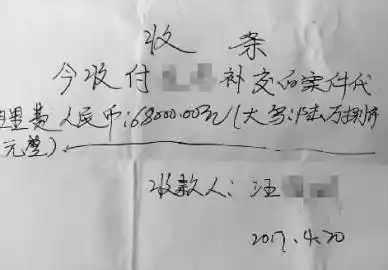 收条
今收付 补交的案件代
理费人民币:68000.00元(大写:陆万捌仟
元整)
收款人:汪
2017.4.20